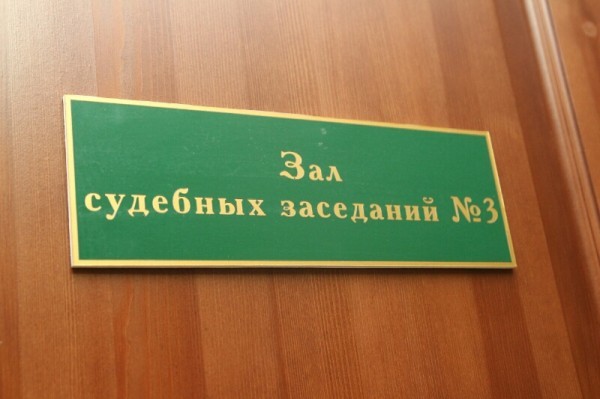 Зал
судебных заседаний №3